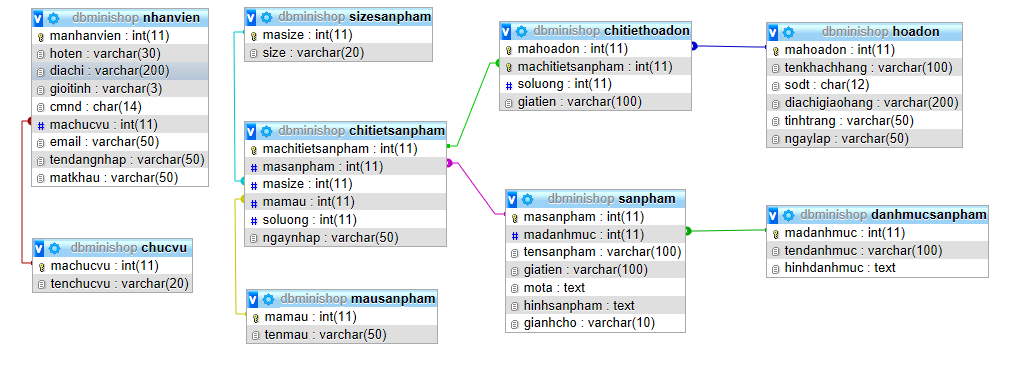 dbminishop nhanvien
manhanvien : int(11)
hoten : varchar(30)
diachi : varchar(200)
gioitinh : varchar(3)
cmnd : char(14)
# machucvu : int(11)
email : varchar(50)
tendangnhap : varchar(50)
matkhau : varchar(50)
dbminishop chucvu
machucvu : int(11)
tenchucvu : varchar(20)
dbminishop sizesanpham
masize : int(11)
size : varchar(20)
dbminishop chitietsanpham
machitietsanpham : int(11)
# masanpham : int(11)
# masize : int(11)
# mamau : int(11)
# soluong : int(11)
ngaynhap : varchar(50)
dbminishop mausanpham
mamau : int(11)
tenmau : varchar(50)
dbminishop chitiethoadon
mahoadon : int(11)
machitietsanpham : int(11)
# soluong : int(11)
giatien : varchar(100)
dbminishop sanpham
masanpham : int(11)
# madanhmuc : int(11)
tensanpham : varchar(100)
giatien : varchar(100)
mota : text
hinhsanpham : text
gianhcho : varchar(10)
dbminishop hoadon
mahoadon : int(11)
tenkhachhang : varchar(100)
sodt : char(12)
diachigiaohang : varchar(200)
tinhtrang : varchar(50)
ngaylap : varchar(50)
dbminishop danhmucsanpham
madanhmuc : int(11)
tendanhmuc : varchar(100)
hinhdanhmuc : text